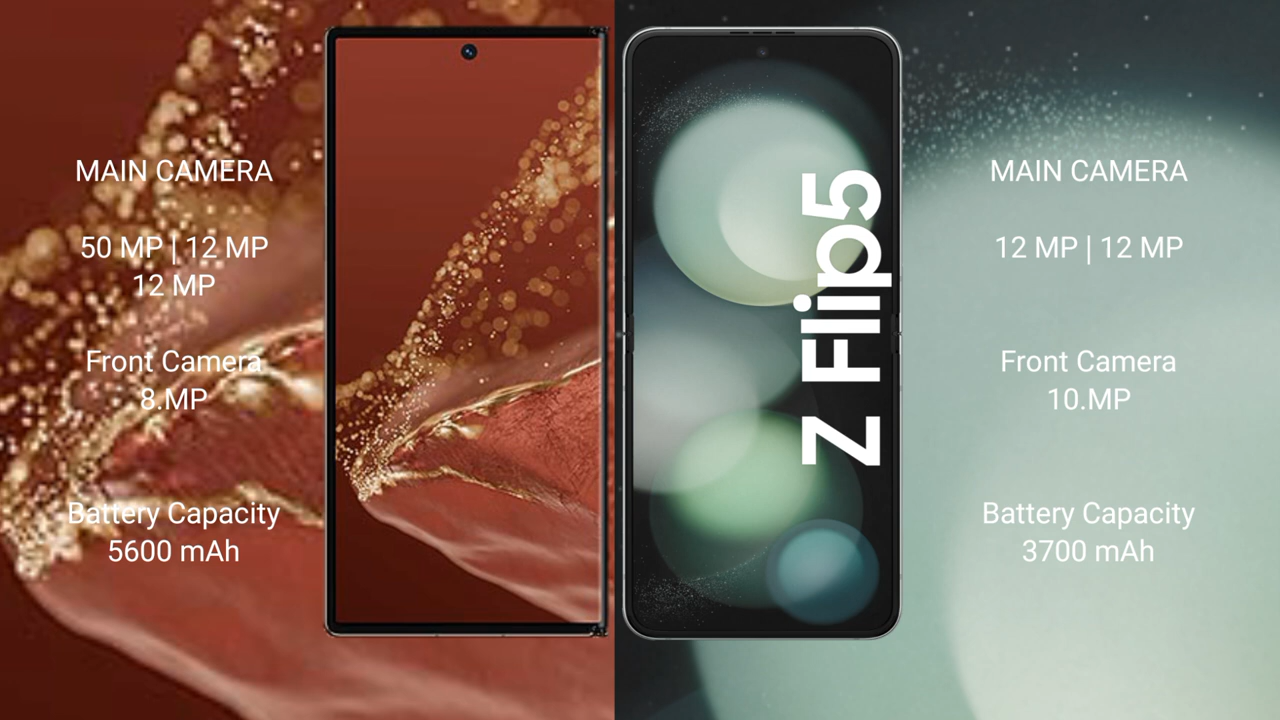 MAIN CAMERA
50 MP | 12 MP
12 MP
Front Camera
8.MP
Battery Capacity
5600 mAh
Z Flip5
MAIN CAMERA
12 MP | 12 MP
Front Camera
10.MP
Battery Capacity
3700 mAh